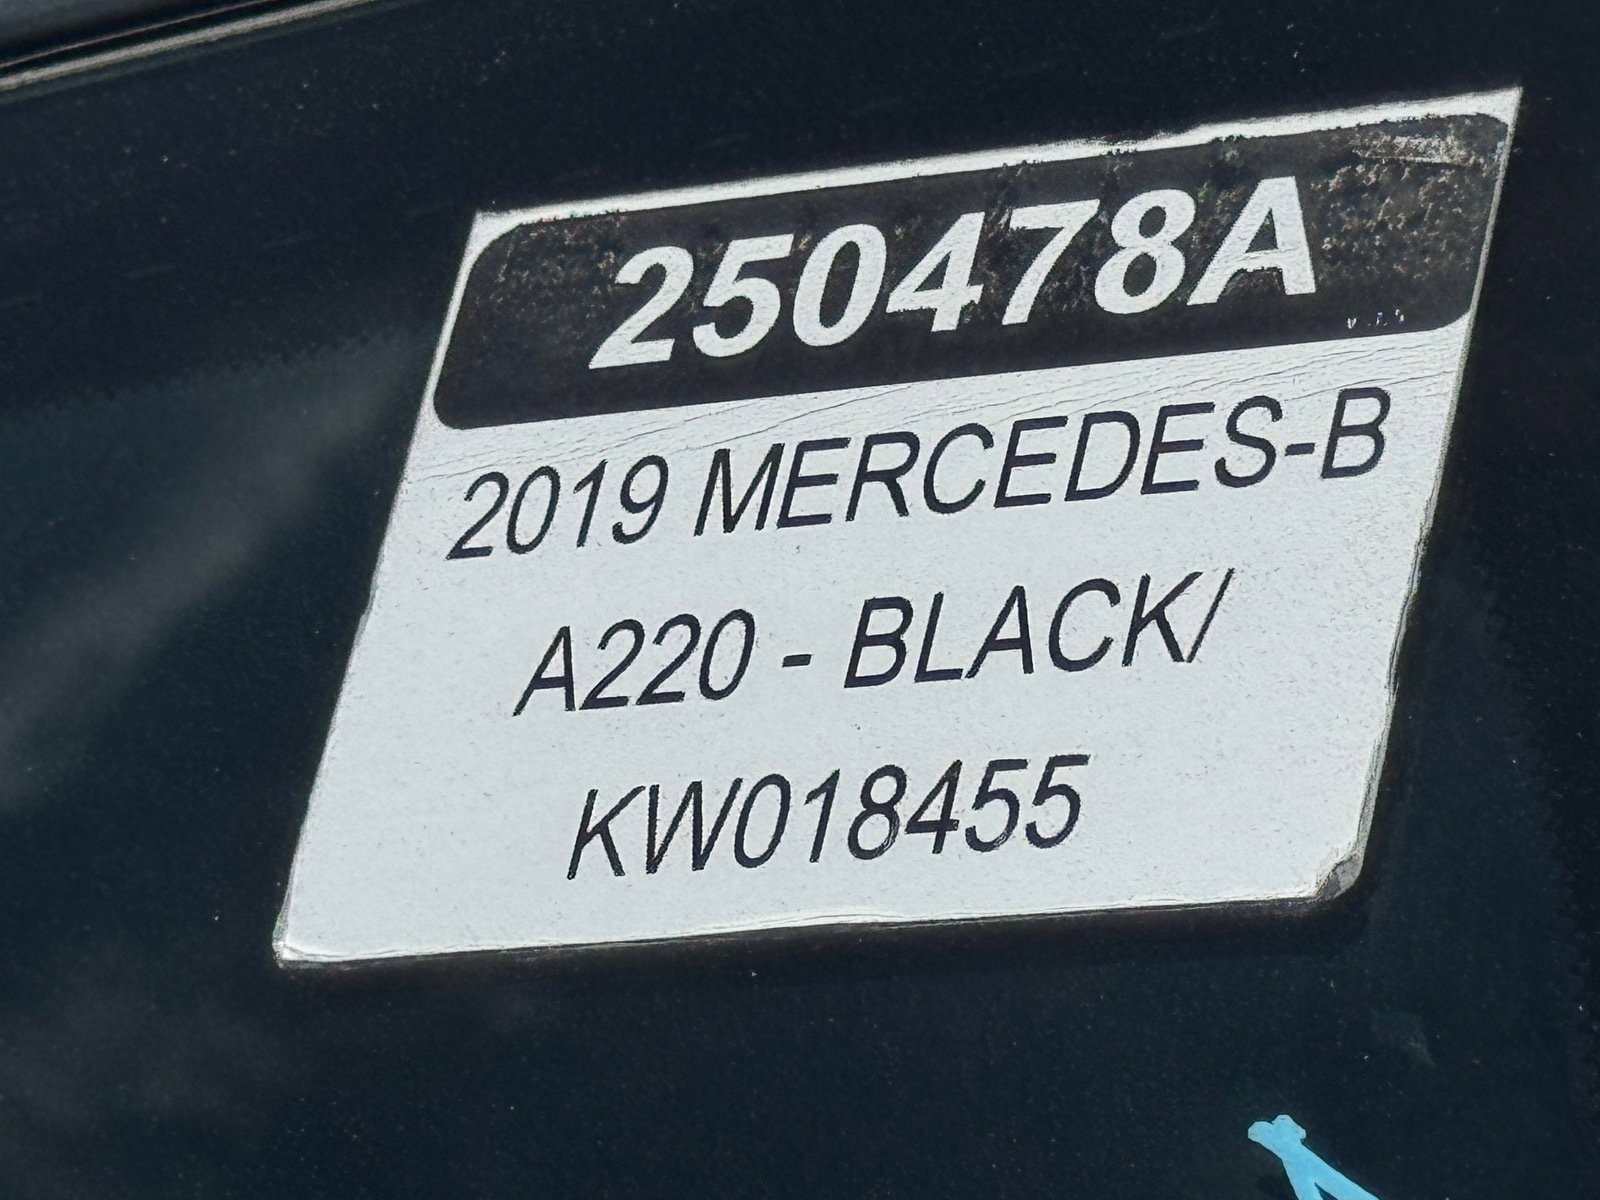 250478A
2019 MERCEDES-B
A220 - BLACK/
KW018455